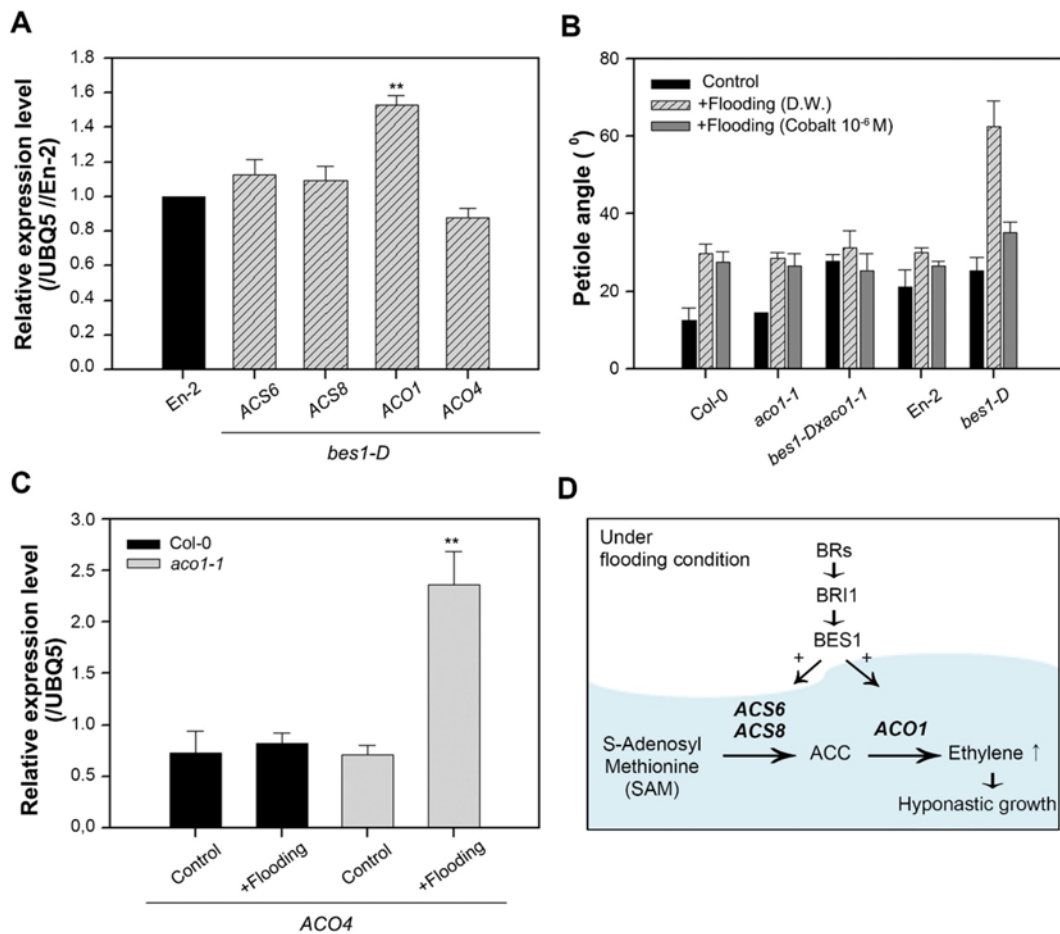 A
Relative expression level
(/UBQ5 //En-2)
1.8
1.6
1.4
1.2
1.0
0.8
0.6
0.4
0.2
0.0
**
En-2
ACS6
ACS8
ACO1
ACO4
bes1-D
B
Petiole angle ( ⁰)
80
60
40
20
0
Control
+Flooding (D.W.)
+Flooding (Cobalt 10⁻⁶ M)
Col-0
aco1-1
bes1-Dxaco1-1
En-2
bes1-D
C
Relative expression level
(/UBQ5)
3.0
2.5
2.0
1.5
1.0
0.5
0,0
Col-0
aco1-1
**
Control
+Flooding
Control
+Flooding
ACO4
D
Under
flooding condition
BRs
BRI1
BES1
+ +
ACS6
ACS8
ACO1
S-Adenosyl
Methionine
(SAM)
ACC
Ethylene ↑
Hyponastic growth